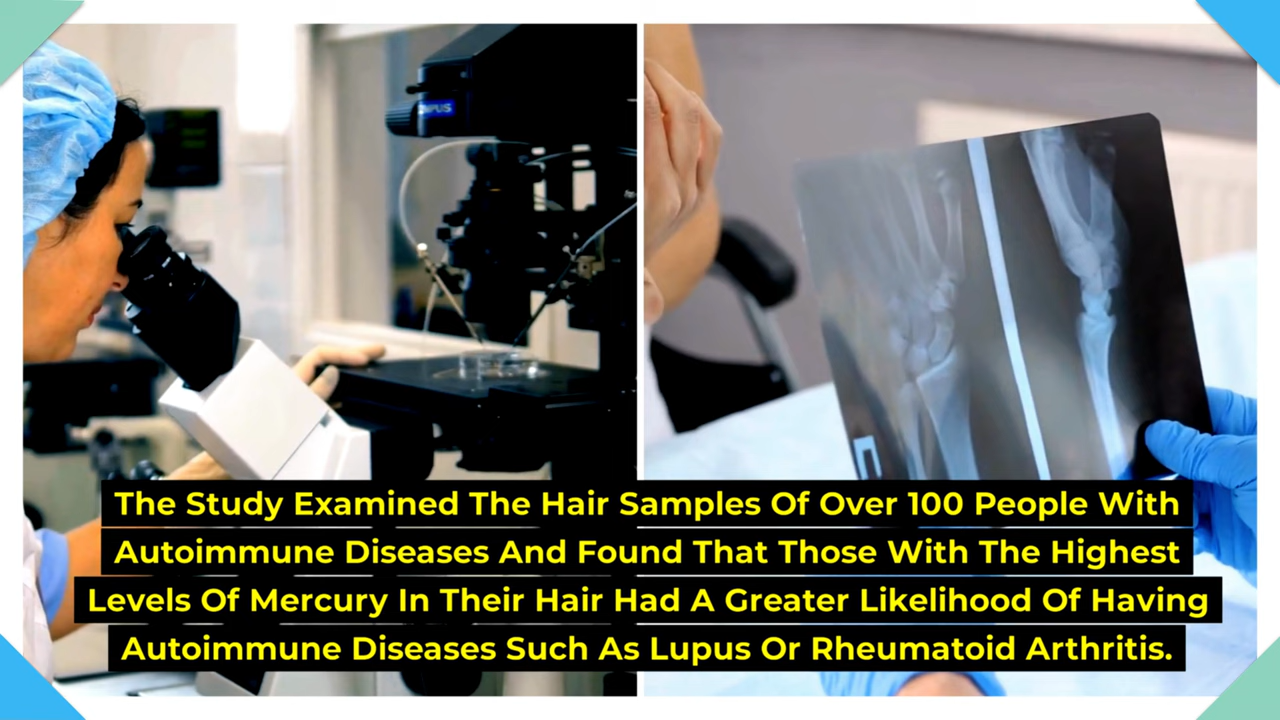 The Study Examined The Hair Samples Of Over 100 People With
Autoimmune Diseases And Found That Those With The Highest
Levels Of Mercury In Their Hair Had A Greater Likelihood Of Having
Autoimmune Diseases Such As Lupus Or Rheumatoid Arthritis.